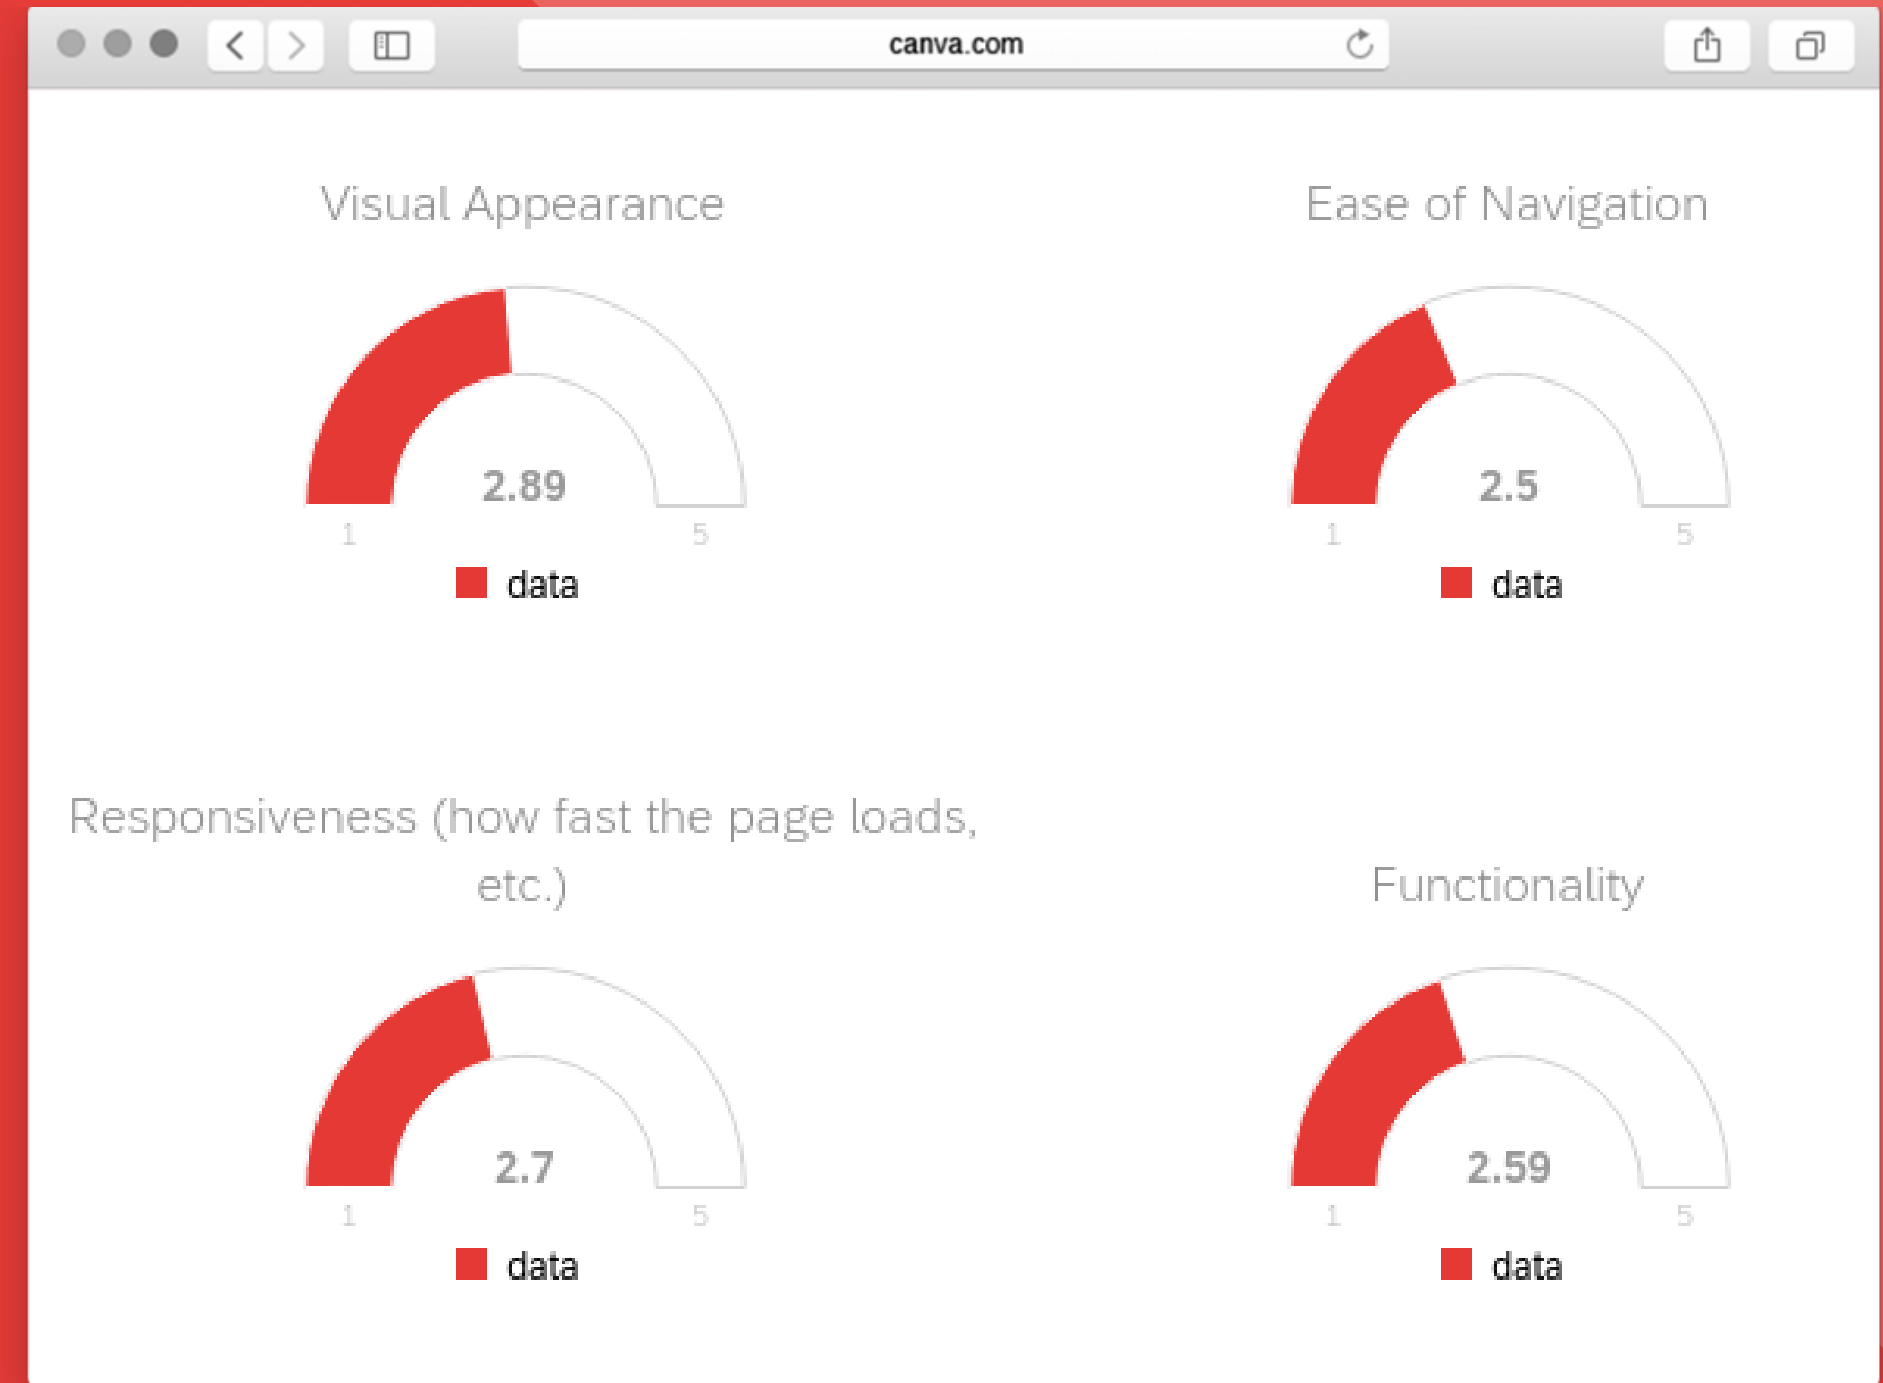 canva.com
Visual Appearance
2.89
1
5
data
Ease of Navigation
2.5
1
5
data
Responsiveness (how fast the page loads,
etc.)
2.7
1
5
data
Functionality
2.59
1
5
data